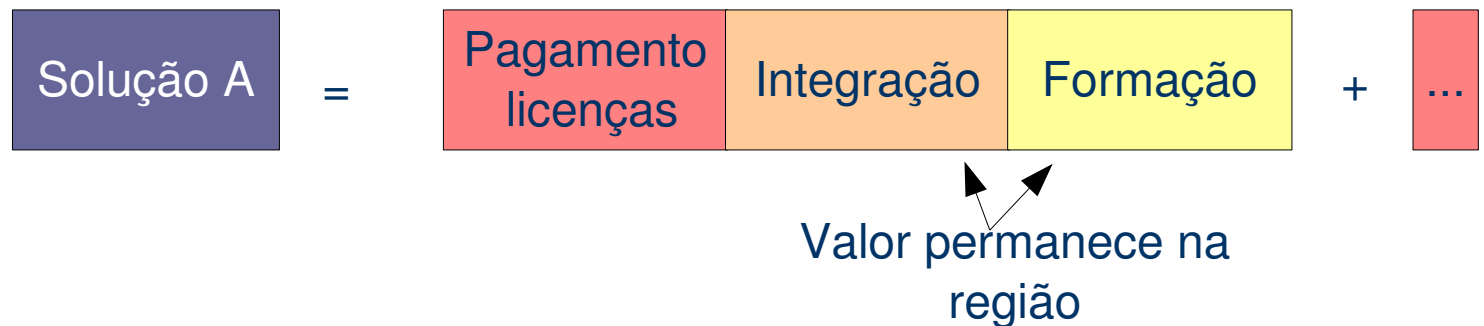 Solução A
=
Pagamento
licenças
Integração
Formação
+
...
Valor permanece na
região